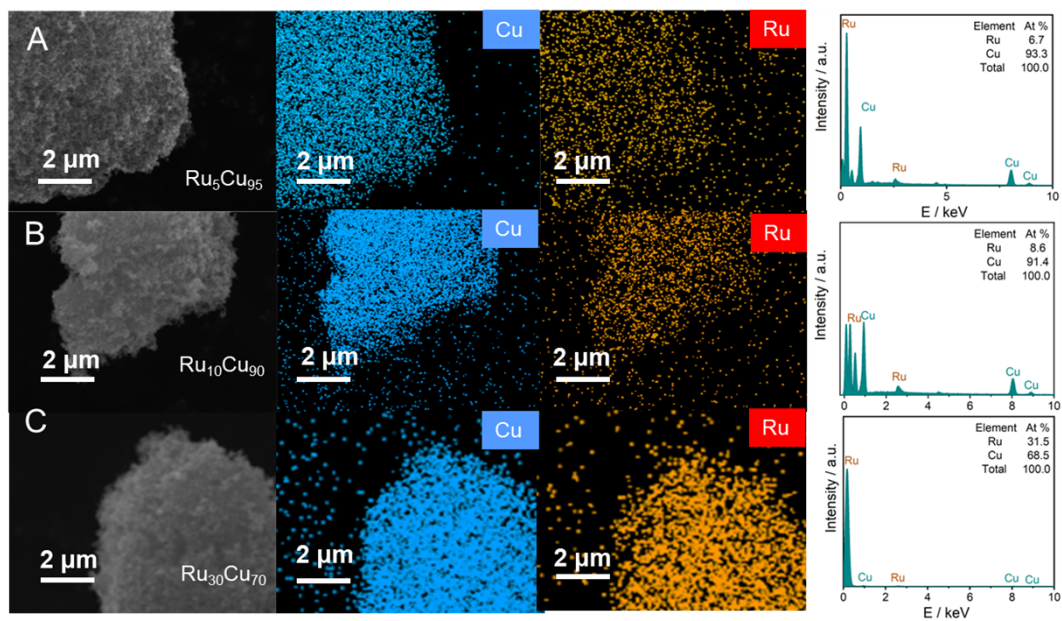 A
Cu
Ru
2 μm
2 μm
2 μm
Ru₅Cu₉₅
Intensity / a.u.
Ru
Element At %
Ru 6.7
Cu 93.3
Total 100.0
Cu
Ru
Cu
Cu
0 5 10
E / keV
B
Cu
Ru
2 μm
2 μm
2 μm
Ru₁₀Cu₉₀
Intensity / a.u.
Element At %
Ru 8.6
Cu 91.4
Total 100.0
Ru Cu
Ru
Cu
Cu
0 2 4 6 8 10
E / keV
C
Cu
Ru
2 μm
2 μm
2 μm
Ru₃₀Cu₇₀
Intensity / a.u.
Element At %
Ru 31.5
Cu 68.5
Total 100.0
Ru
Cu Ru Cu Cu
0 2 4 6 8 10
E / keV